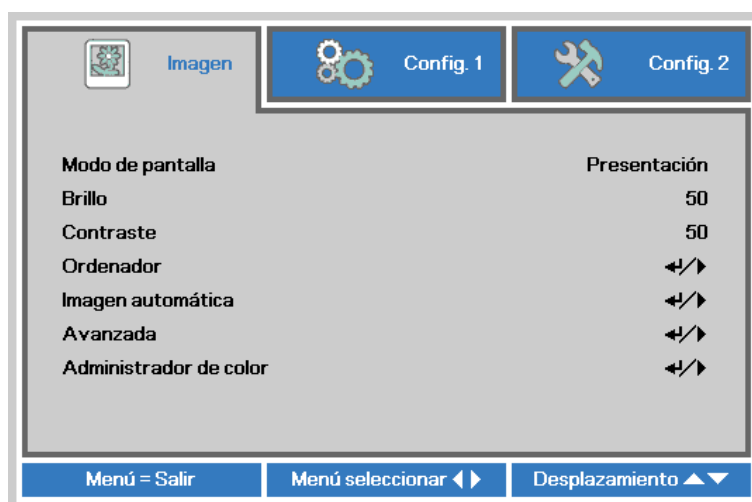 Imagen Config. 1 Config. 2
Modo de pantalla Presentación
Brillo 50
Contraste 50
Ordenador ↵/▶
Imagen automática ↵/▶
Avanzada ↵/▶
Administrador de color ↵/▶
Menú = Salir Menú seleccionar ◀▶ Desplazamiento ▲▼